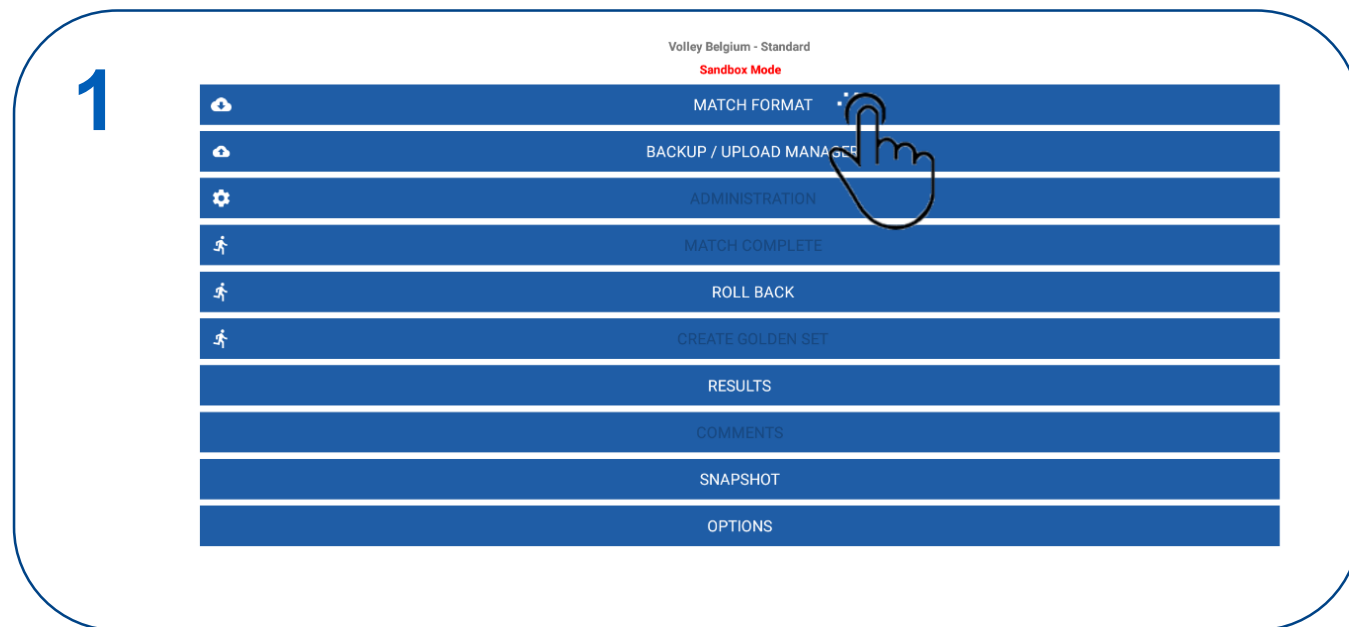 Volley Belgium - Standard
Sandbox Mode
1
MATCH FORMAT
BACKUP / UPLOAD MANAGER
ADMINISTRATION
MATCH COMPLETE
ROLL BACK
CREATE GOLDEN SET
RESULTS
COMMENTS
SNAPSHOT
OPTIONS